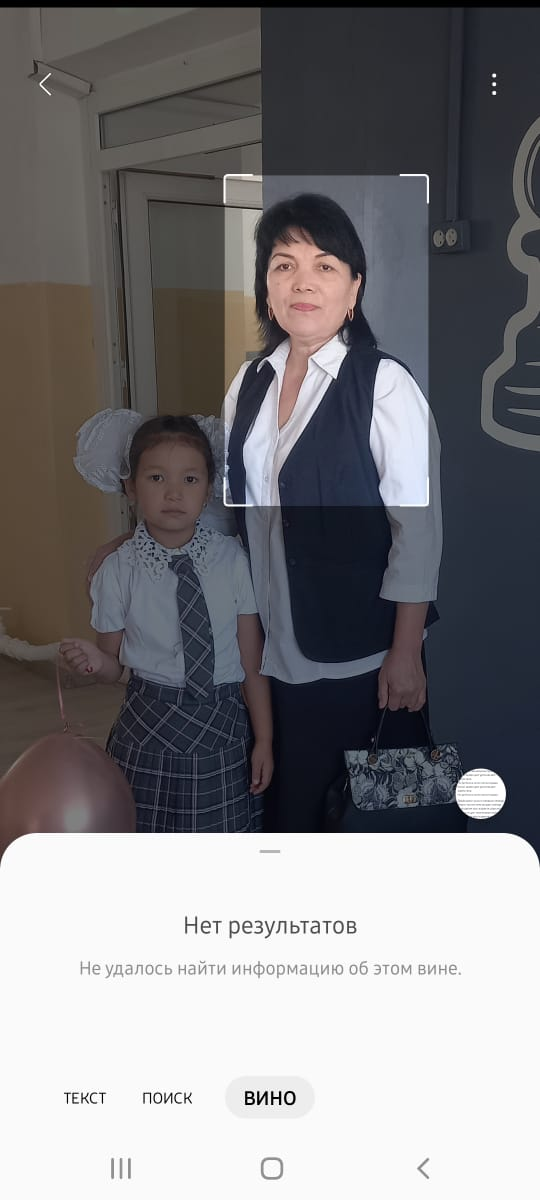 Нет результатов
Не удалось найти информацию об этом вине.
ТЕКСТ ПОИСК ВИНО